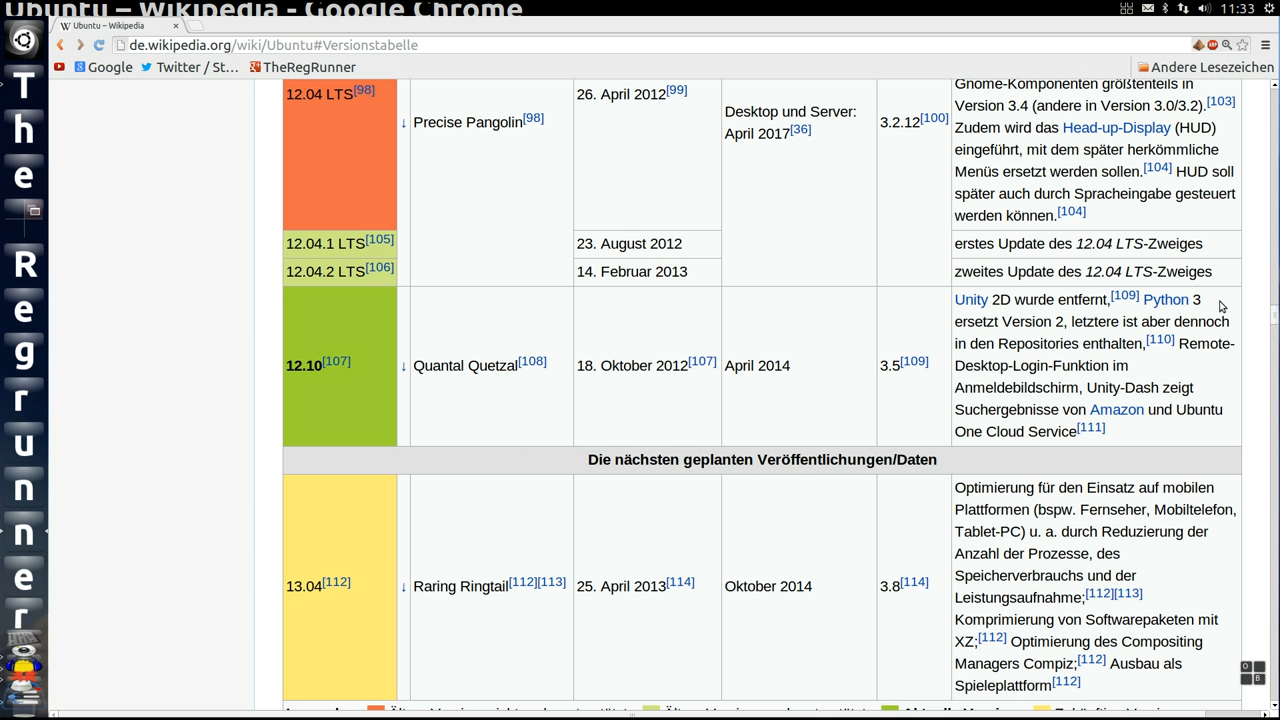 Ubuntu – Wikipedia - Google Chrome
11:33
Ubuntu – Wikipedia
de.wikipedia.org/wiki/Ubuntu#Versionstabelle
Google
Twitter / St...
TheRegRunner
Andere Lesezeichen
T
h
e
R
e
g
r
u
n
n
e
r
12.04 LTS[98]
Precise Pangolin[98]
26. April 2012[99]
Desktop und Server:
April 2017[36]
3.2.12[100]
Gnome-Komponenten größtenteils in
Version 3.4 (andere in Version 3.0/3.2).[103]
Zudem wird das Head-up-Display (HUD)
eingeführt, mit dem später herkömmliche
Menüs ersetzt werden sollen.[104] HUD soll
später auch durch Spracheingabe gesteuert
werden können.[104]
12.04.1 LTS[105]
23. August 2012
erstes Update des 12.04 LTS-Zweiges
12.04.2 LTS[106]
14. Februar 2013
zweites Update des 12.04 LTS-Zweiges
12.10[107]
↓ Quantal Quetzal[108]
18. Oktober 2012[107]
April 2014
3.5[109]
Unity 2D wurde entfernt,[109] Python 3
ersetzt Version 2, letztere ist aber dennoch
in den Repositories enthalten,[110] Remote-
Desktop-Login-Funktion im
Anmeldebildschirm, Unity-Dash zeigt
Suchergebnisse von Amazon und Ubuntu
One Cloud Service[111]
Die nächsten geplanten Veröffentlichungen/Daten
13.04[112]
↓ Raring Ringtail[112][113]
25. April 2013[114]
Oktober 2014
3.8[114]
Optimierung für den Einsatz auf mobilen
Plattformen (bspw. Fernseher, Mobiltelefon,
Tablet-PC) u. a. durch Reduzierung der
Anzahl der Prozesse, des
Speicherverbrauchs und der
Leistungsaufnahme;[112][113]
Komprimierung von Softwarepaketen mit
XZ;[112] Optimierung des Compositing
Managers Compiz;[112] Ausbau als
Spieleplattform[112]